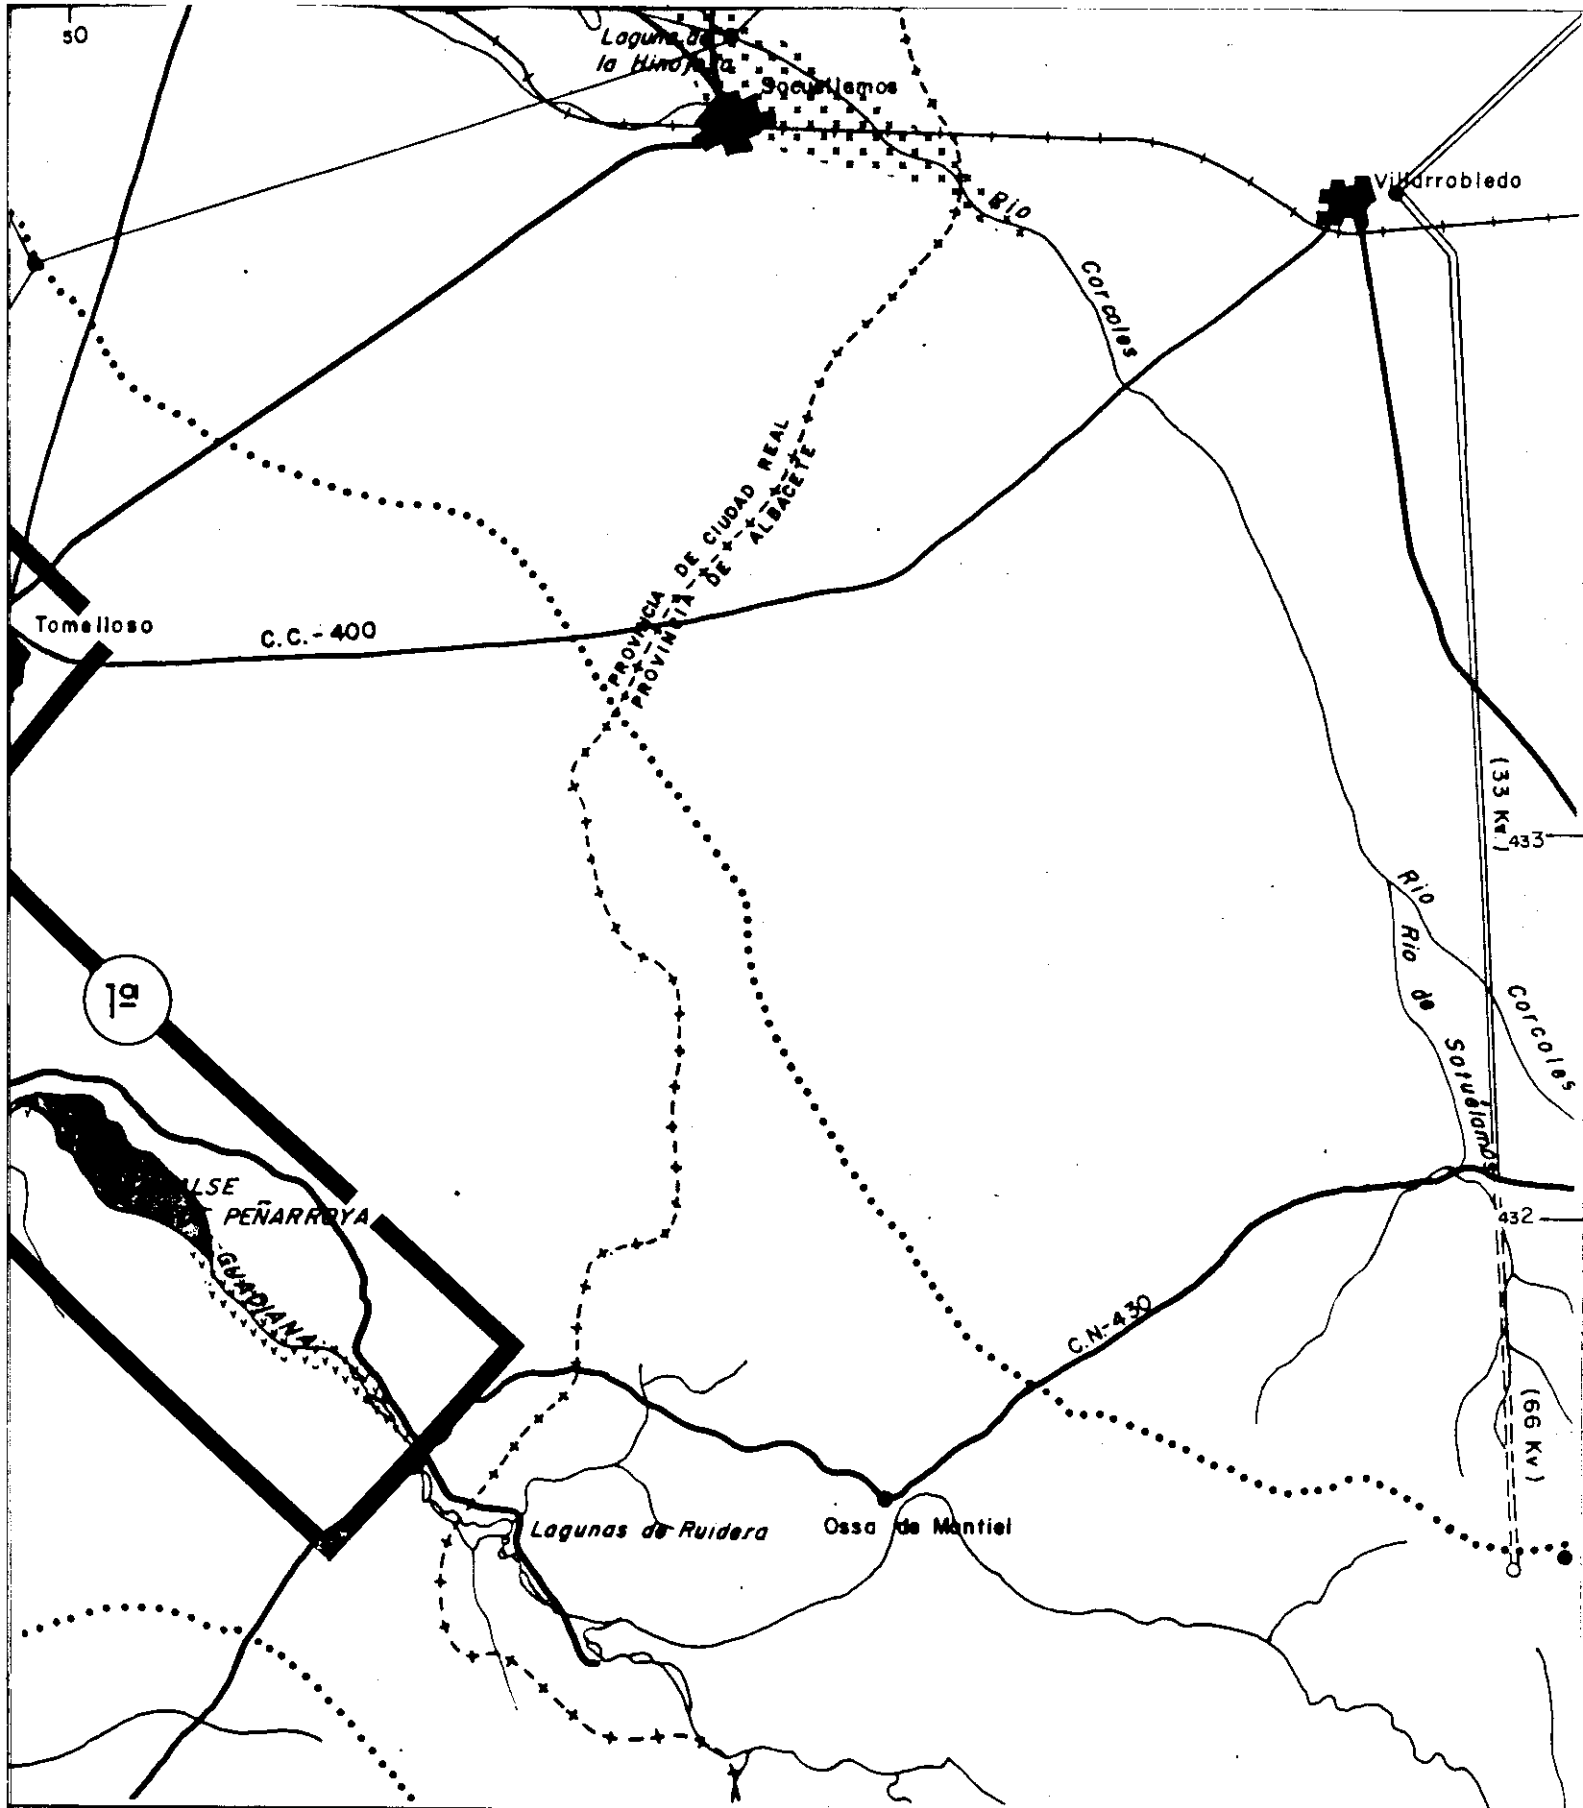 50
Laguna de
la Hinojosa
Socuellamos
Villarrobledo
Rio
Corcoles
PROVINCIA DE CIUDAD REAL
PROVINCIA DE ALBACETE
Tomelloso
C.C.-400
(33 Kv.)
433
Rio
Corcoles
Rio de Sotuélamos
1ª
PEÑARROYA
GUADIANA
432
C.N.-430
(66 Kv)
Lagunas de Ruidera
Ossa de Montiel